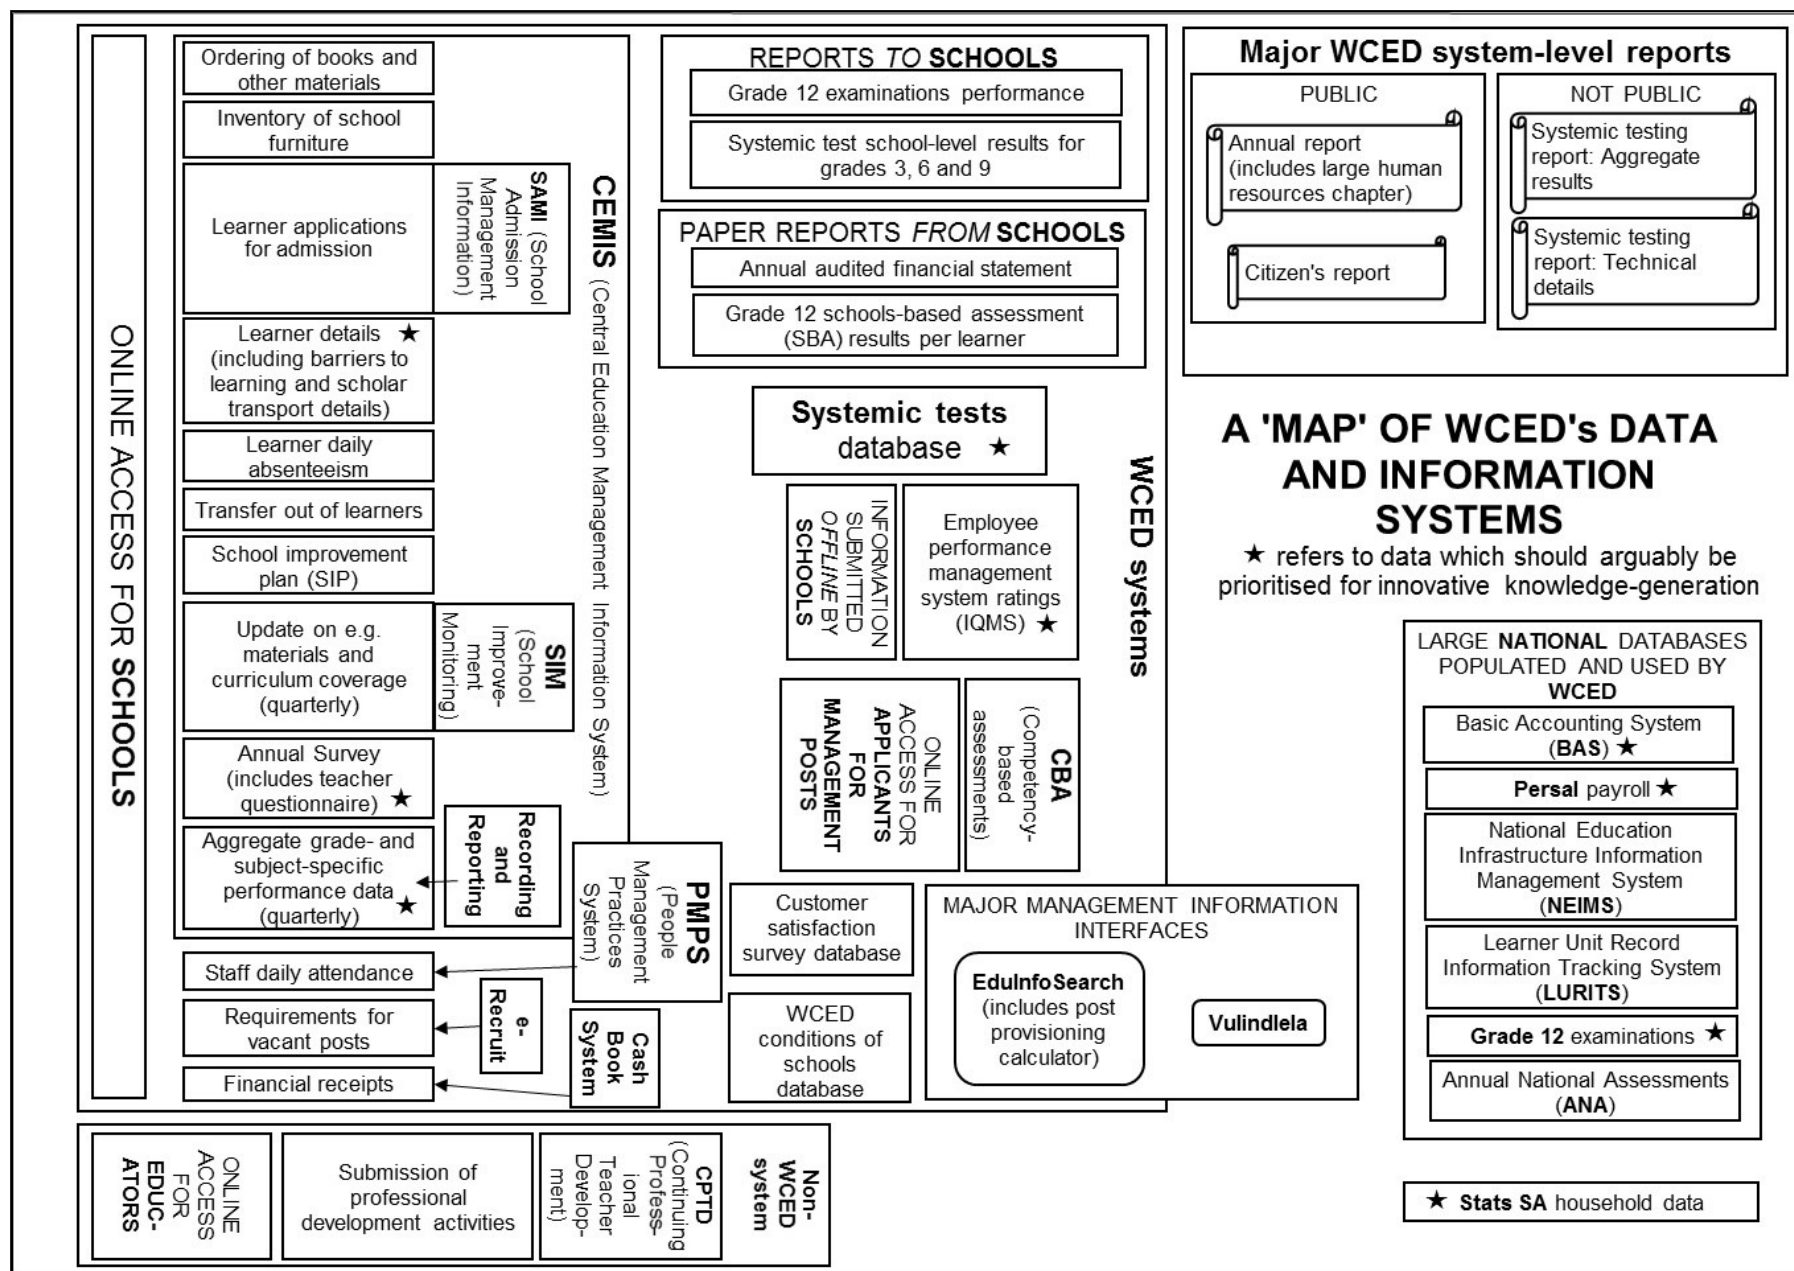 ONLINE ACCESS FOR SCHOOLS
Ordering of books and
other materials
Inventory of school
furniture
Learner applications
for admission
SAMI (School
Admission
Management
Information)
Learner details ★
(including barriers to
learning and scholar
transport details)
Learner daily
absenteeism
Transfer out of learners
School improvement
plan (SIP)
Update on e.g.
materials and
curriculum coverage
(quarterly)
SIM
(School
Improve-
ment
Monitoring)
Annual Survey
(includes teacher
questionnaire) ★
Aggregate grade- and
subject-specific
performance data
(quarterly) ★
Recording
and
Reporting
CEMIS (Central Education Management Information System)
Staff daily attendance
PMPS
(People
Management
Practices
System)
Requirements for
vacant posts
e-
Recruit
Financial receipts
Cash
Book
System
REPORTS TO SCHOOLS
Grade 12 examinations performance
Systemic test school-level results for
grades 3, 6 and 9
PAPER REPORTS FROM SCHOOLS
Annual audited financial statement
Grade 12 schools-based assessment
(SBA) results per learner
Systemic tests
database ★
INFORMATION
SUBMITTED
OFFLINE BY
SCHOOLS
Employee
performance
management
system ratings
(IQMS) ★
ONLINE
ACCESS FOR
APPLICANTS
FOR
MANAGEMENT
POSTS
CBA
(Competency-
based
assessments)
WCED systems
Customer
satisfaction
survey database
WCED
conditions of
schools
database
MAJOR MANAGEMENT INFORMATION
INTERFACES
EduInfoSearch
(includes post
provisioning
calculator)
Vulindlela
Major WCED system-level reports
PUBLIC
Annual report
(includes large human
resources chapter)
Citizen's report
NOT PUBLIC
Systemic testing
report: Aggregate
results
Systemic testing
report: Technical
details
A 'MAP' OF WCED's DATA
AND INFORMATION
SYSTEMS
★ refers to data which should arguably be
prioritised for innovative knowledge-generation
LARGE NATIONAL DATABASES
POPULATED AND USED BY
WCED
Basic Accounting System
(BAS) ★
Persal payroll ★
National Education
Infrastructure Information
Management System
(NEIMS)
Learner Unit Record
Information Tracking System
(LURITS)
Grade 12 examinations ★
Annual National Assessments
(ANA)
★ Stats SA household data
ONLINE
ACCESS
FOR
EDUC-
ATORS
Submission of
professional
development activities
CPTD
(Continuing
Profess-
ional
Teacher
Develop-
ment)
Non-
WCED
system